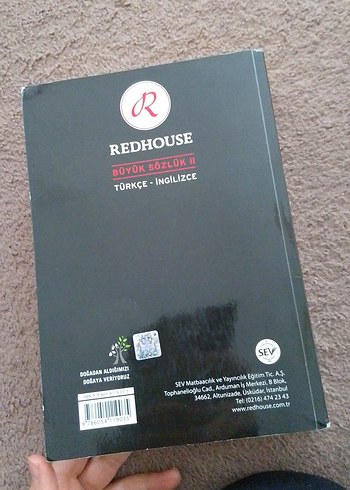 R
REDHOUSE
BÜYÜK SÖZLÜK II
TÜRKÇE - İNGİLİZCE
DOĞADAN ALDIĞIMIZI
DOĞAYA VERİYORUZ
SEV
SEV Matbaacılık ve Yayıncılık Eğitim Tic. A.Ş.
Tophanelioğlu Cad., Arduman İş Merkezi, B Blok,
34662, Altunizade, Üsküdar, İstanbul
Tel: (0216) 474 23 43
www.redhouse.com.tr